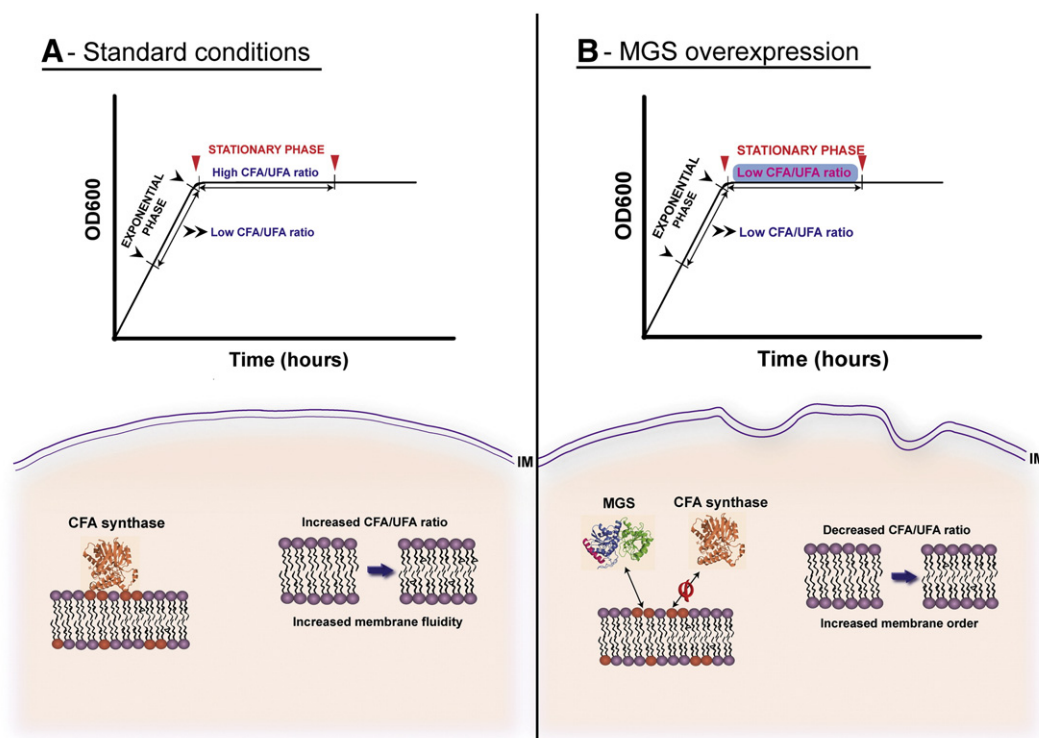 A - Standard conditions
OD600
EXPONENTIAL
PHASE
STATIONARY PHASE
High CFA/UFA ratio
Low CFA/UFA ratio
Time (hours)
IM
CFA synthase
Increased CFA/UFA ratio
Increased membrane fluidity
B - MGS overexpression
OD600
EXPONENTIAL
PHASE
STATIONARY PHASE
Low CFA/UFA ratio
Low CFA/UFA ratio
Time (hours)
IM
MGS
CFA synthase
Decreased CFA/UFA ratio
Increased membrane order